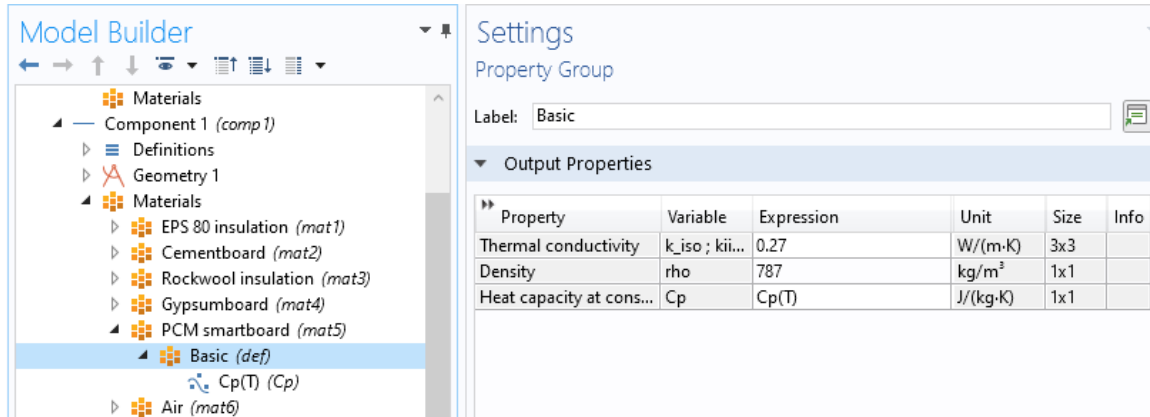 Model Builder
Materials
Component 1 (comp1)
Definitions
Geometry 1
Materials
EPS 80 insulation (mat1)
Cementboard (mat2)
Rockwool insulation (mat3)
Gypsumboard (mat4)
PCM smartboard (mat5)
Basic (def)
Cp(T) (Cp)
Air (mat6)
Settings
Property Group
Label: Basic
Output Properties
Property Variable Expression Unit Size Info
Thermal conductivity k_iso ; kii... 0.27 W/(m·K) 3x3
Density rho 787 kg/m³ 1x1
Heat capacity at cons... Cp Cp(T) J/(kg·K) 1x1